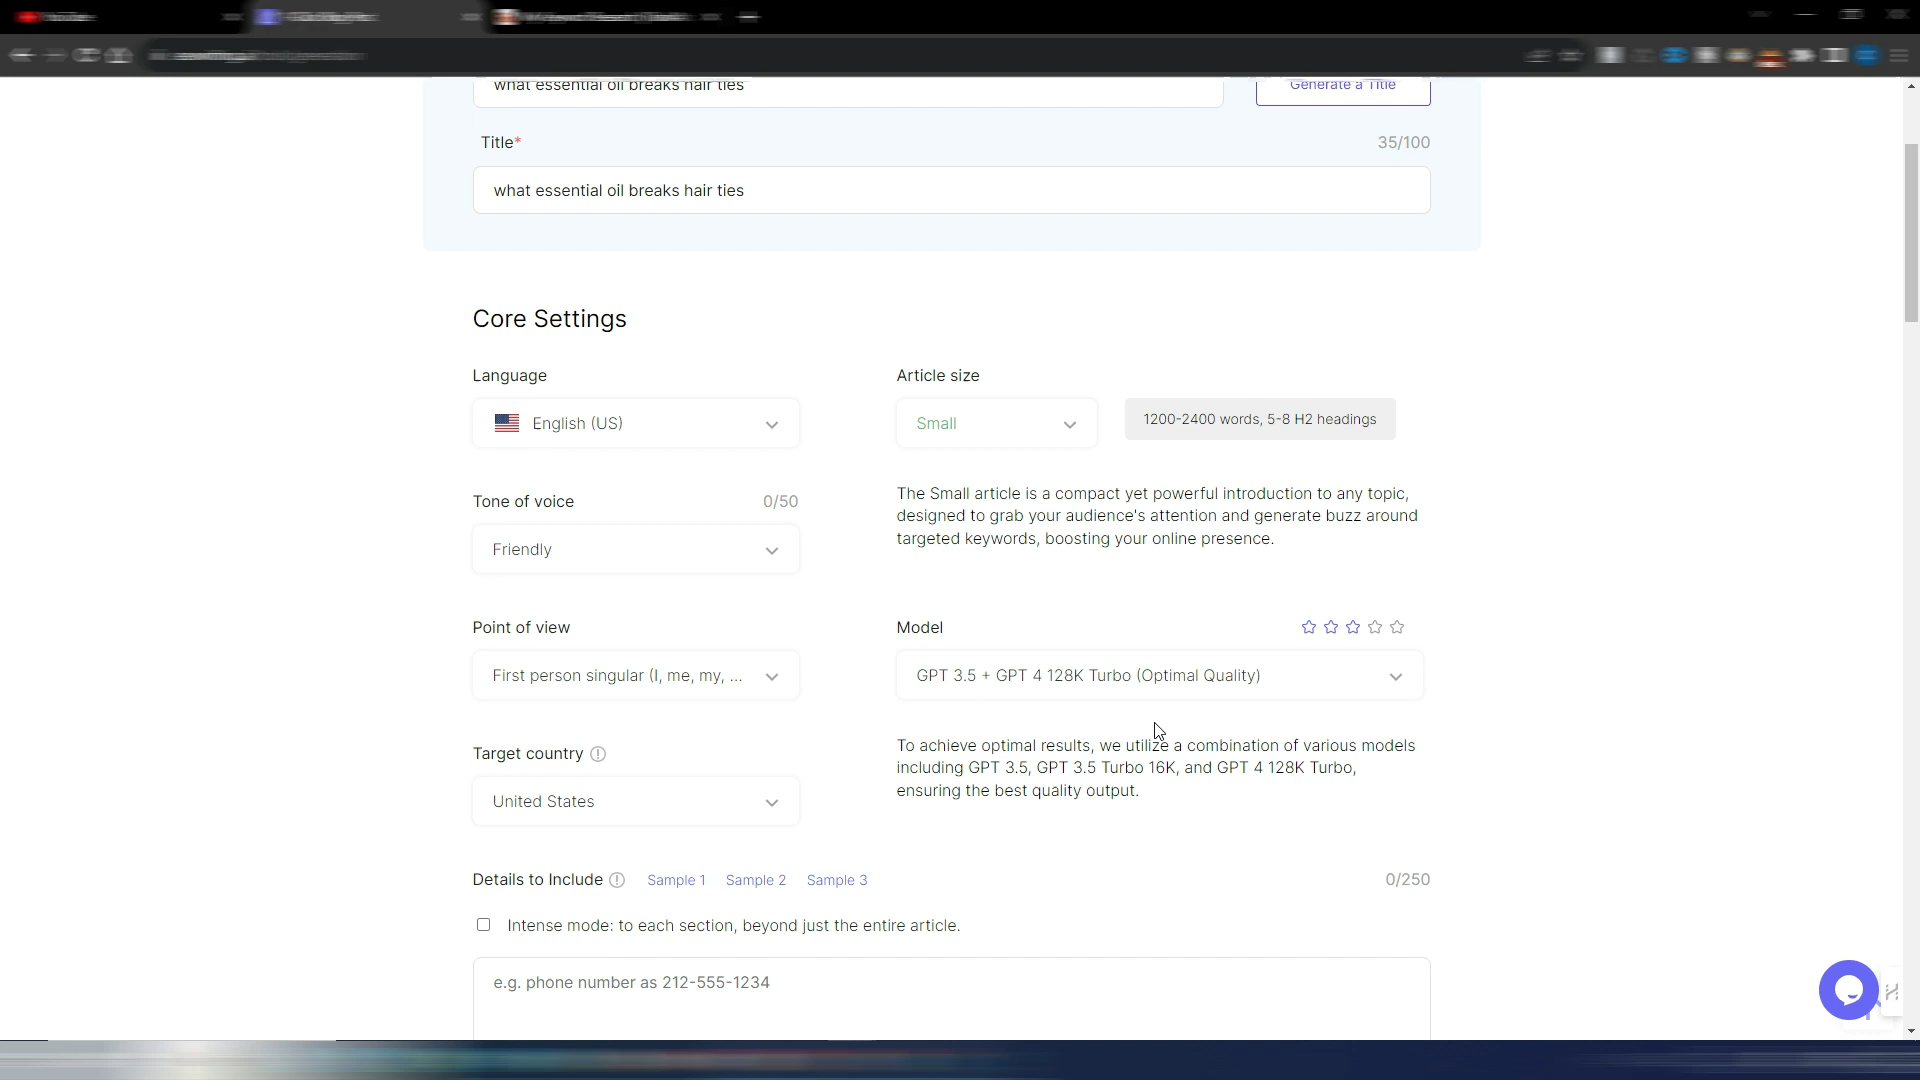 what essential oil breaks hair ties
Generate a Title
Title*
35/100
what essential oil breaks hair ties
Core Settings
Language
Article size
English (US)
Small
1200-2400 words, 5-8 H2 headings
Tone of voice
0/50
The Small article is a compact yet powerful introduction to any topic,
designed to grab your audience's attention and generate buzz around
targeted keywords, boosting your online presence.
Friendly
Point of view
Model
First person singular (I, me, my, ...
GPT 3.5 + GPT 4 128K Turbo (Optimal Quality)
Target country
To achieve optimal results, we utilize a combination of various models
including GPT 3.5, GPT 3.5 Turbo 16K, and GPT 4 128K Turbo,
ensuring the best quality output.
United States
Details to Include
Sample 1
Sample 2
Sample 3
0/250
Intense mode: to each section, beyond just the entire article.
e.g. phone number as 212-555-1234